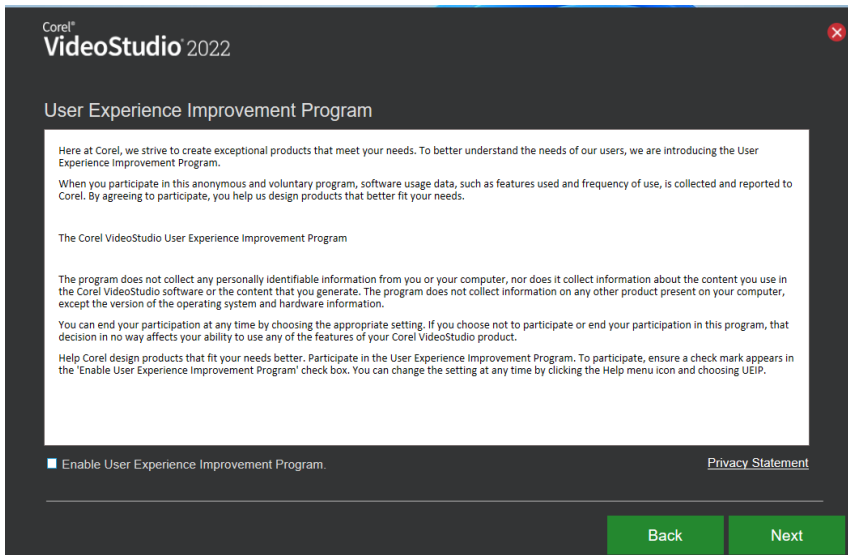 Corel®
VideoStudio® 2022
User Experience Improvement Program
Here at Corel, we strive to create exceptional products that meet your needs. To better understand the needs of our users, we are introducing the User
Experience Improvement Program.
When you participate in this anonymous and voluntary program, software usage data, such as features used and frequency of use, is collected and reported to
Corel. By agreeing to participate, you help us design products that better fit your needs.
The Corel VideoStudio User Experience Improvement Program
The program does not collect any personally identifiable information from you or your computer, nor does it collect information about the content you use in
the Corel VideoStudio software or the content that you generate. The program does not collect information on any other product present on your computer,
except the version of the operating system and hardware information.
You can end your participation at any time by choosing the appropriate setting. If you choose not to participate or end your participation in this program, that
decision in no way affects your ability to use any of the features of your Corel VideoStudio product.
Help Corel design products that fit your needs better. Participate in the User Experience Improvement Program. To participate, ensure a check mark appears in
the 'Enable User Experience Improvement Program' check box. You can change the setting at any time by clicking the Help menu icon and choosing UEIP.
Enable User Experience Improvement Program.
Privacy Statement
Back
Next